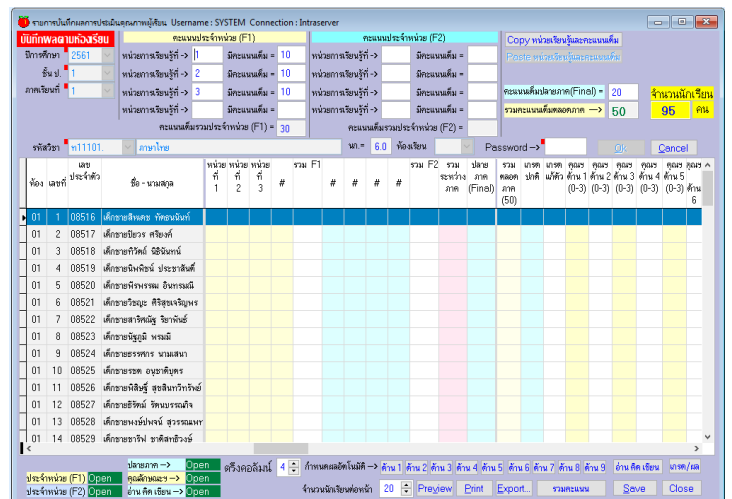 รายการบันทึกผลการประเมินคุณภาพผู้เรียน Username : SYSTEM Connection : Intraserver
บันทึกผลตามห้องเรียน
คะแนนประจำหน่วย (F1)
คะแนนประจำหน่วย (F2)
Copy หน่วยเรียนรู้และคะแนนเต็ม
Paste หน่วยเรียนรู้และคะแนนเต็ม
ปีการศึกษา 2561
ชั้น ป. 1
ภาคเรียนที่ 1
หน่วยการเรียนรู้ที่ -> 1 มีคะแนนเต็ม = 10
หน่วยการเรียนรู้ที่ -> 2 มีคะแนนเต็ม = 10
หน่วยการเรียนรู้ที่ -> 3 มีคะแนนเต็ม = 10
หน่วยการเรียนรู้ที่ -> มีคะแนนเต็ม =
คะแนนเต็มรวมประจำหน่วย (F1) = 30
หน่วยการเรียนรู้ที่ -> มีคะแนนเต็ม =
หน่วยการเรียนรู้ที่ -> มีคะแนนเต็ม =
หน่วยการเรียนรู้ที่ -> มีคะแนนเต็ม =
หน่วยการเรียนรู้ที่ -> มีคะแนนเต็ม =
คะแนนเต็มรวมประจำหน่วย (F2) =
คะแนนเต็มปลายภาค(Final) = 20
รวมคะแนนเต็มตลอดภาค —> 50
จำนวนนักเรียน
95 คน
รหัสวิชา ท11101. ภาษาไทย นก.= 6.0 ห้องเรียน Password -> Ok Cancel
ห้อง เลขที่ เลขประจำตัว ชื่อ - นามสกุล หน่วยที่ 1 หน่วยที่ 2 หน่วยที่ 3 # รวม F1 # # # # รวม F2 รวมระหว่างภาค ปลายภาค (Final) รวมตลอดภาค (50) เกรดปกติ เกรดแก้ตัว คุณฯ ด้าน 1 (0-3) คุณฯ ด้าน 2 (0-3) คุณฯ ด้าน 3 (0-3) คุณฯ ด้าน 4 (0-3) คุณฯ ด้าน 5 (0-3) คุณฯ ด้าน 6
01 1 08516 เด็กชายสิพเดช ทัดธนนันท์
01 2 08517 เด็กชายปิยวร ศรียงค์
01 3 08518 เด็กชายทิวัตถ์ นิธินันทน์
01 4 08519 เด็กชายนิพพิชน์ ประชาสันติ์
01 5 08520 เด็กชายพีรพรรณ อินทรมณี
01 6 08521 เด็กชายวิชญะ ศิริสุขเจริญพร
01 7 08522 เด็กชายสาริศณัฐ วิยาพันธ์
01 8 08523 เด็กชายนัฐภูมิ พรมมิ
01 9 08524 เด็กชายธรรศกร นามเสนา
01 10 08525 เด็กชายรชต อนุชาติบุตร
01 11 08526 เด็กชายพิสิษฐ์ สุขสินทวีทรัพย์
01 12 08527 เด็กชายธีรัตม์ รัตนบรรณกิจ
01 13 08528 เด็กชายพงษ์ปพจน์ สุวรรณแพท
01 14 08529 เด็กชายชารีฟ ชาติสุทธิวงษ์
ประจำหน่วย (F1) Open
ประจำหน่วย (F2) Open
ปลายภาค —> Open
คุณลักษณะฯ —> Open
อ่าน คิด เขียน —> Open
ตรึงคอลัมน์ 4 กำหนดผลอัตโนมัติ —> ด้าน 1 ด้าน 2 ด้าน 3 ด้าน 4 ด้าน 5 ด้าน 6 ด้าน 7 ด้าน 8 ด้าน 9 อ่าน คิด เขียน เกรด/ผล
จำนวนนักเรียนต่อหน้า 20 Preview Print Export... รวมคะแนน Save Close